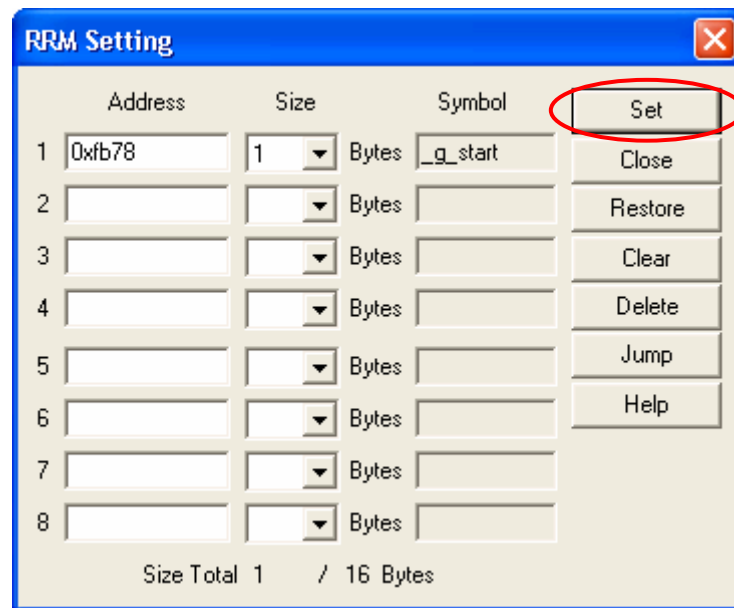 RRM Setting
Address Size Symbol Set
1 0xfb78 1 Bytes _g_start Close
2 Bytes Restore
3 Bytes Clear
4 Bytes Delete
5 Bytes Jump
6 Bytes Help
7 Bytes
8 Bytes
Size Total 1 / 16 Bytes